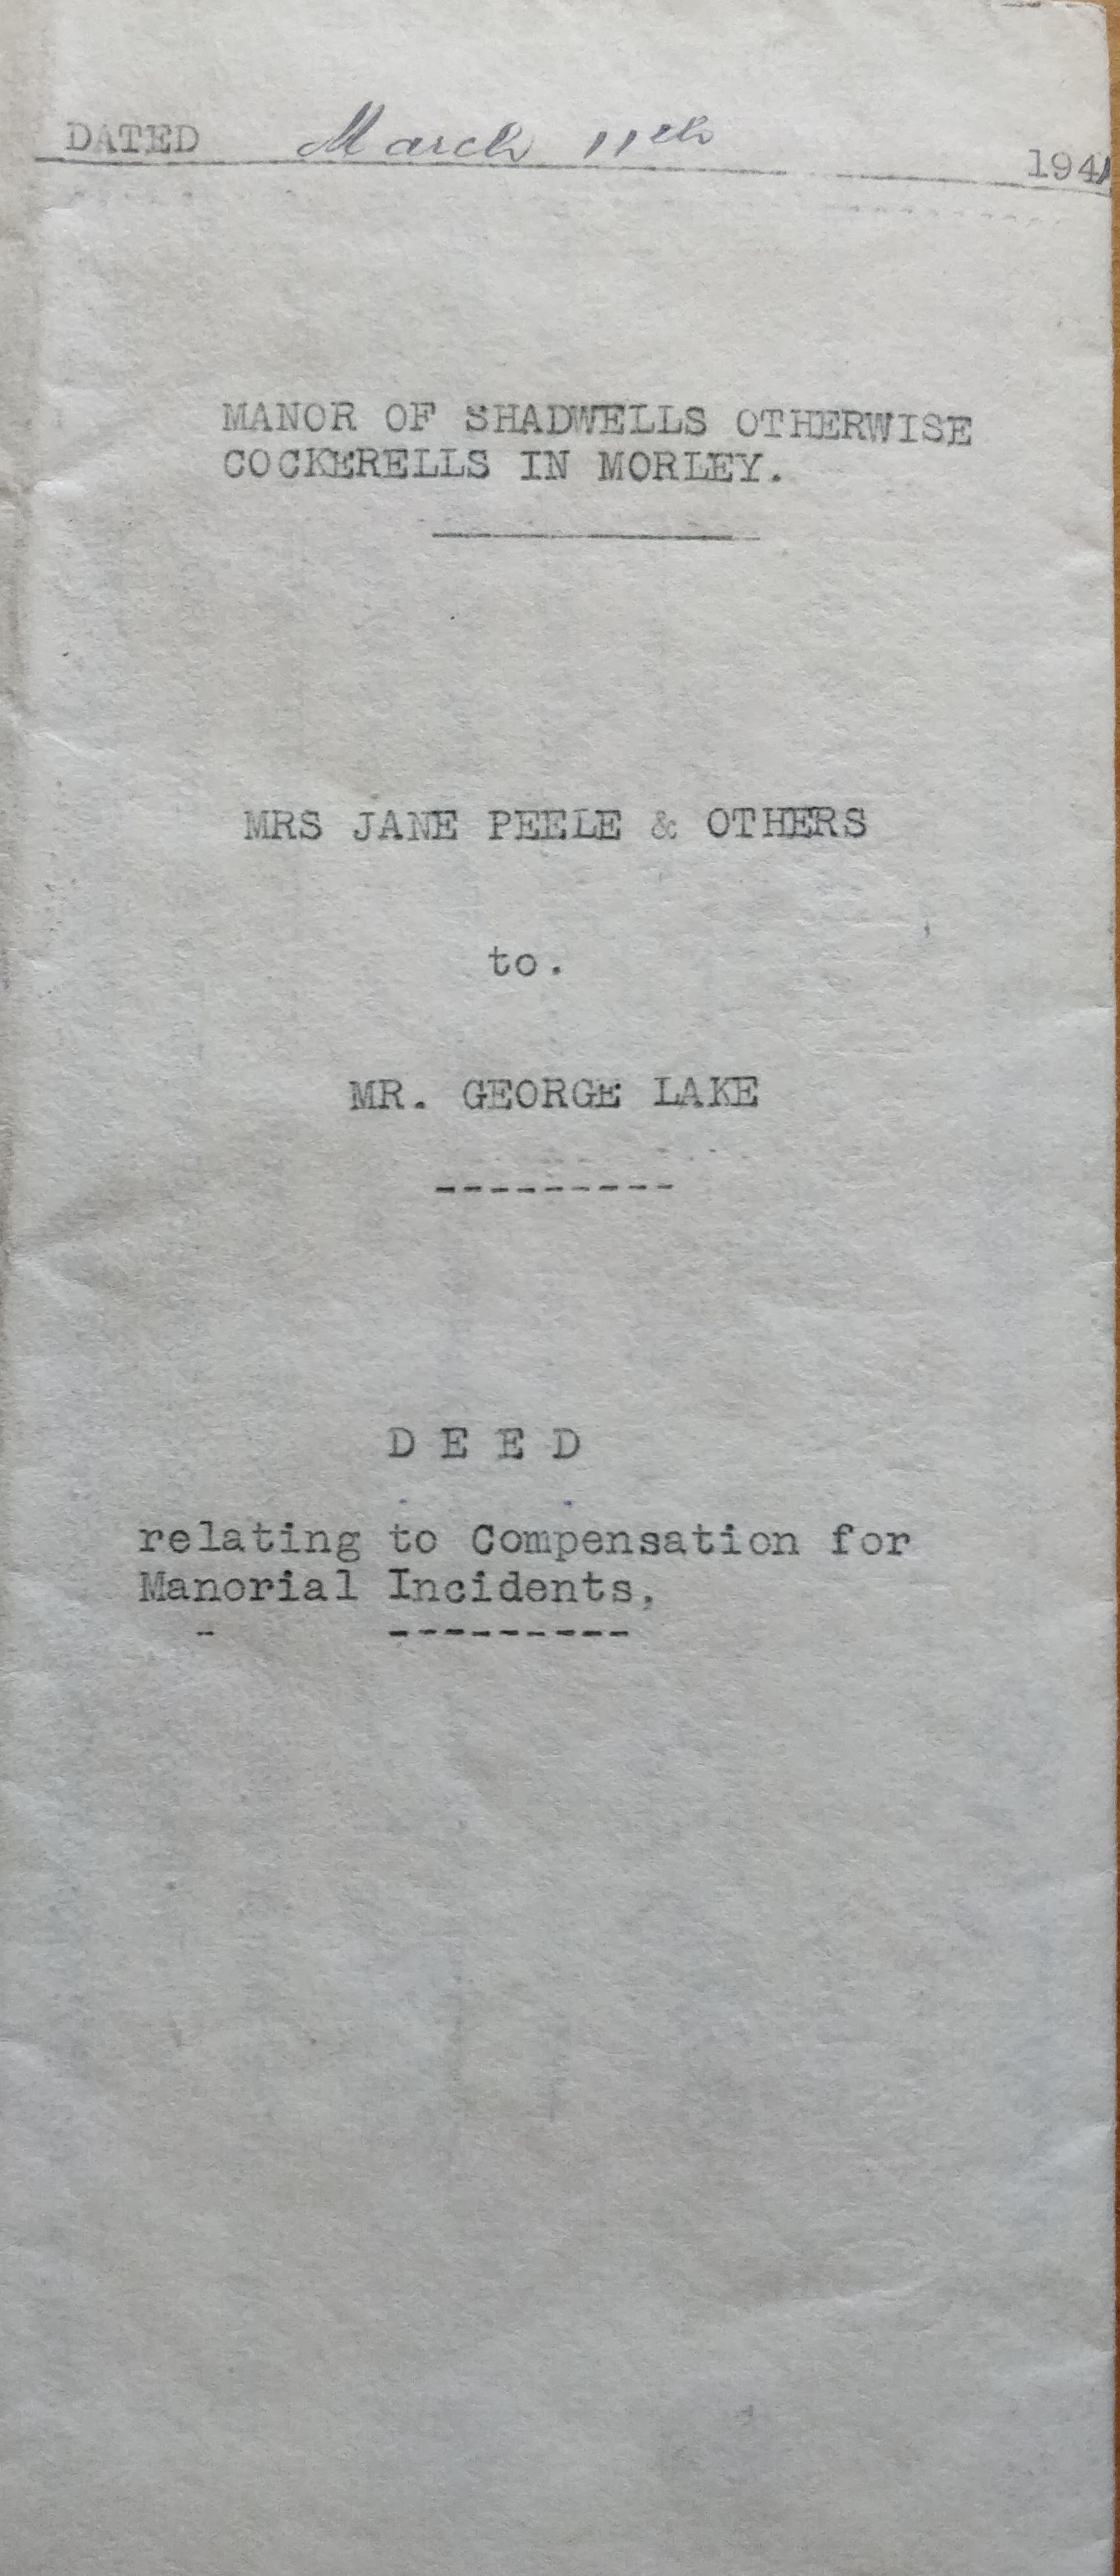 DATED March 11th 194
MANOR OF SHADWELLS OTHERWISE
COCKERELLS IN MORLEY.
MRS JANE PEELE & OTHERS
to.
MR. GEORGE LAKE
D E E D
relating to Compensation for
Manorial Incidents.